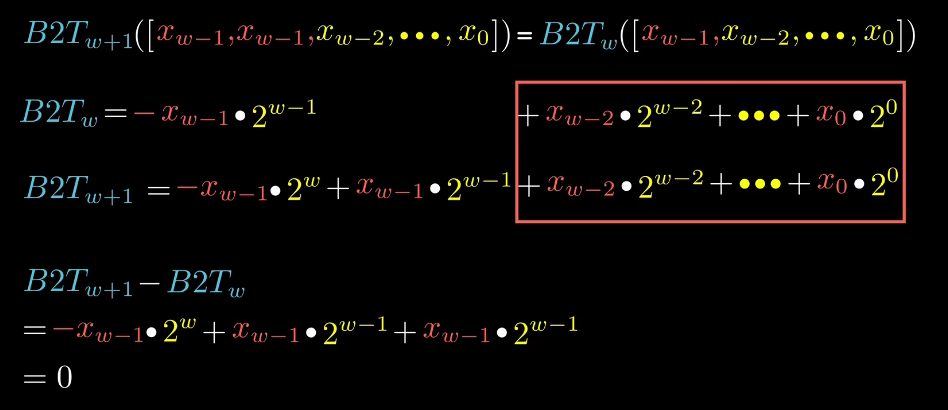 B2T_{w+1}([x_{w-1},x_{w-1},x_{w-2},•••,x_0]) = B2T_w([x_{w-1},x_{w-2},•••,x_0])
B2T_w = -x_{w-1}•2^{w-1} + x_{w-2}•2^{w-2} + ••• + x_0•2^0
B2T_{w+1} = -x_{w-1}•2^w + x_{w-1}•2^{w-1} + x_{w-2}•2^{w-2} + ••• + x_0•2^0
B2T_{w+1} - B2T_w
= -x_{w-1}•2^w + x_{w-1}•2^{w-1} + x_{w-1}•2^{w-1}
= 0